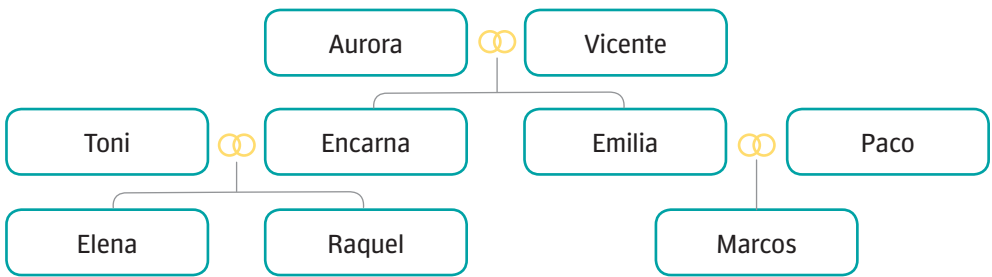 Aurora
Vicente
Toni
Encarna
Emilia
Paco
Elena
Raquel
Marcos